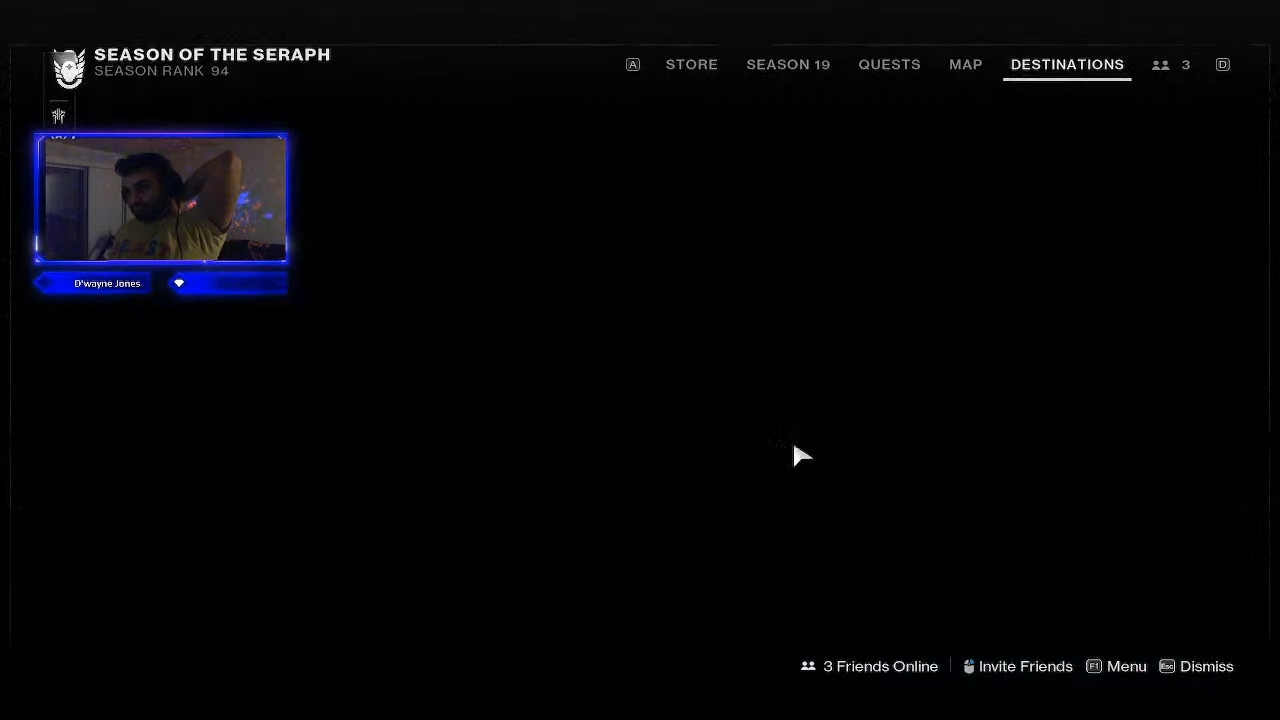 SEASON OF THE SERAPH
SEASON RANK 94
A STORE SEASON 19 QUESTS MAP DESTINATIONS 3 D
D'wayne Jones
3 Friends Online Invite Friends F1 Menu Esc Dismiss